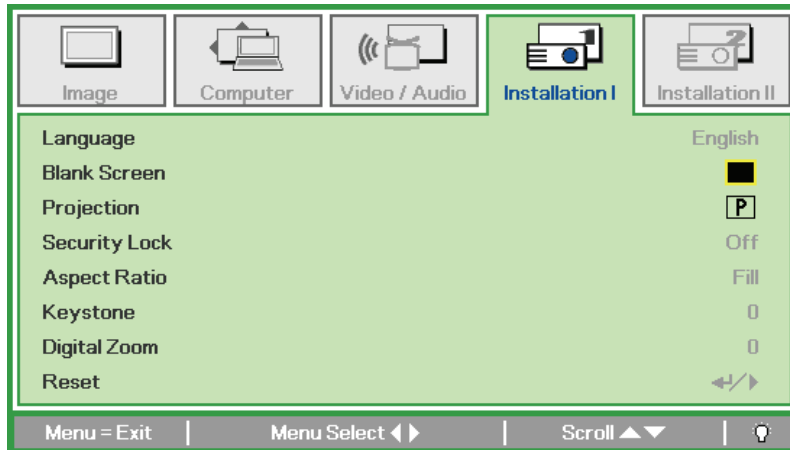 Image
Computer
Video / Audio
Installation I
Installation II
Language English
Blank Screen
Projection P
Security Lock Off
Aspect Ratio Fill
Keystone 0
Digital Zoom 0
Reset ↵/▶
Menu = Exit | Menu Select ◀ ▶ | Scroll ▲▼ |